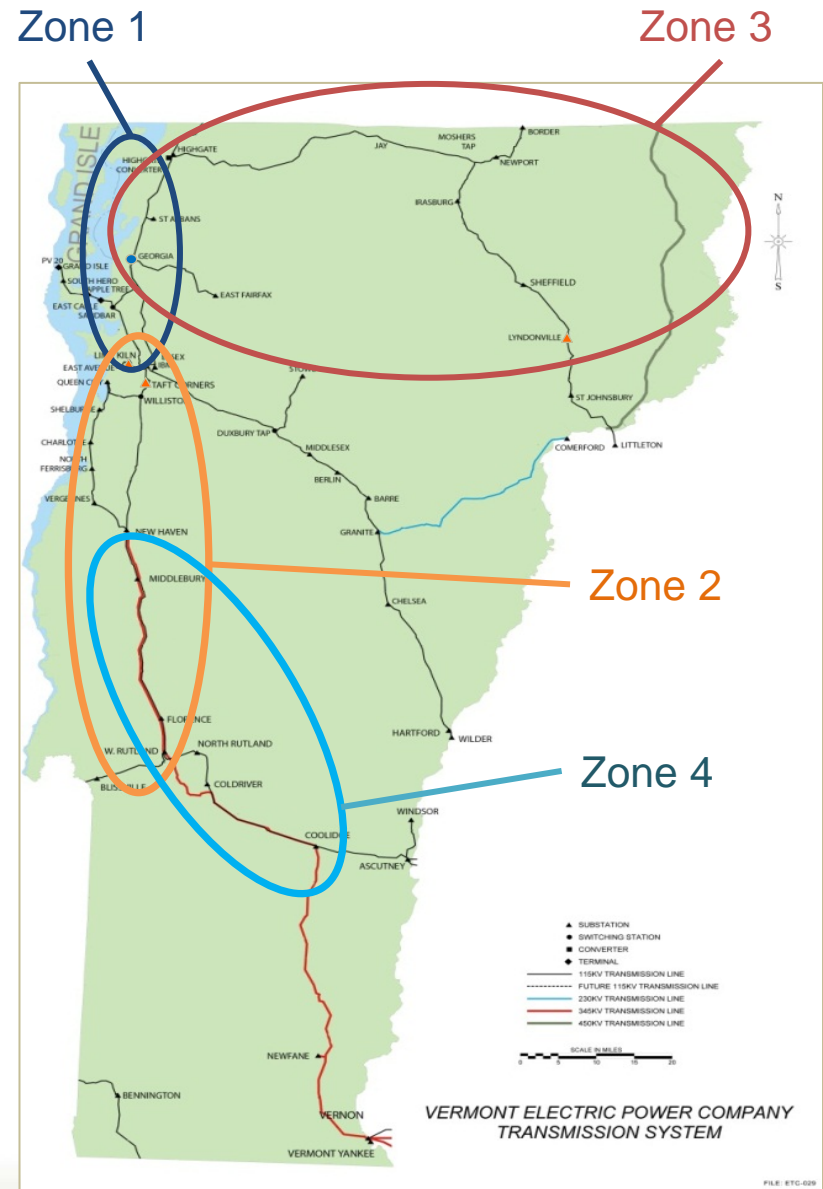 Zone 1
Zone 3
GRAND ISLE
HIGHGATE
CONVERTER
HIGHGATE
JAY
MOSHERS
TAP
BORDER
NEWPORT
IRASBURG
ST ALBANS
N
S
GEORGIA
PV 20
GRAND ISLE
SOUTH HERO
APPLE TREE
EAST FAIRFAX
SHEFFIELD
EAST CABLE
SANDBAR
LYNDONVILLE
LIME KILN
ESSEX
EAST AVENUE
IBM
QUEEN CITY
TAFT CORNERS
STOWE
WILLISTON
ST JOHNSBURY
SHELBURNE
DUXBURY TAP
CHARLOTTE
MIDDLESEX
COMERFORD
LITTLETON
NORTH
FERRISBURG
BERLIN
VERGENNES
BARRE
NEW HAVEN
GRANITE
MIDDLEBURY
Zone 2
CHELSEA
FLORENCE
W. RUTLAND
NORTH RUTLAND
HARTFORD
WILDER
BLISSVILLE
COLDRIVER
Zone 4
WINDSOR
COOLIDGE
ASCUTNEY
SUBSTATION
SWITCHING STATION
CONVERTER
TERMINAL
115KV TRANSMISSION LINE
FUTURE 115KV TRANSMISSION LINE
230KV TRANSMISSION LINE
345KV TRANSMISSION LINE
450KV TRANSMISSION LINE
SCALE IN MILES
0 5 10 15 20
NEWFANE
BENNINGTON
VERNON
VERMONT YANKEE
VERMONT ELECTRIC POWER COMPANY
TRANSMISSION SYSTEM
FILE: ETC-029